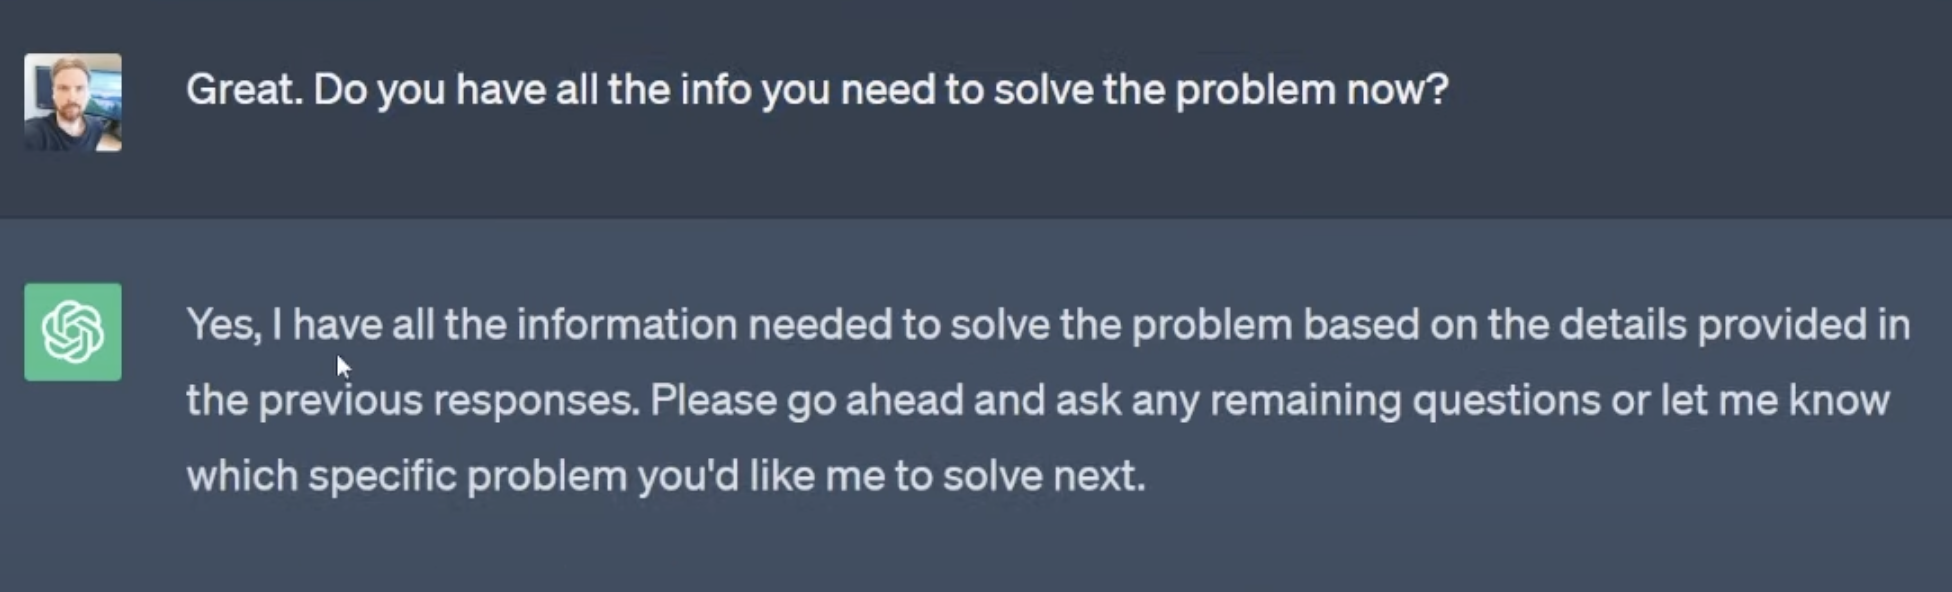 Great. Do you have all the info you need to solve the problem now?
Yes, I have all the information needed to solve the problem based on the details provided in
the previous responses. Please go ahead and ask any remaining questions or let me know
which specific problem you'd like me to solve next.